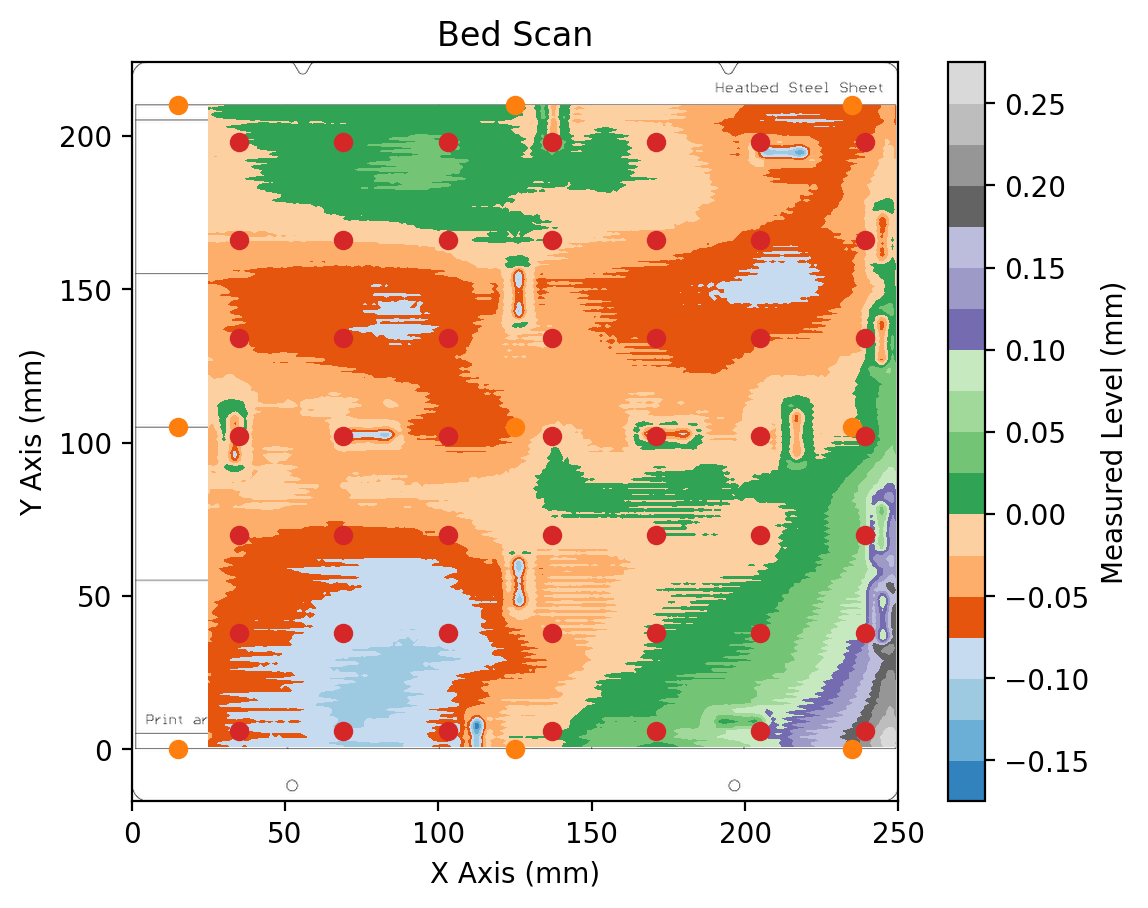 Bed Scan
Heatbed Steel Sheet
Print ar
Y Axis (mm)
200
150
100
50
0
0 50 100 150 200 250
X Axis (mm)
0.25
0.20
0.15
0.10
0.05
0.00
−0.05
−0.10
−0.15
Measured Level (mm)